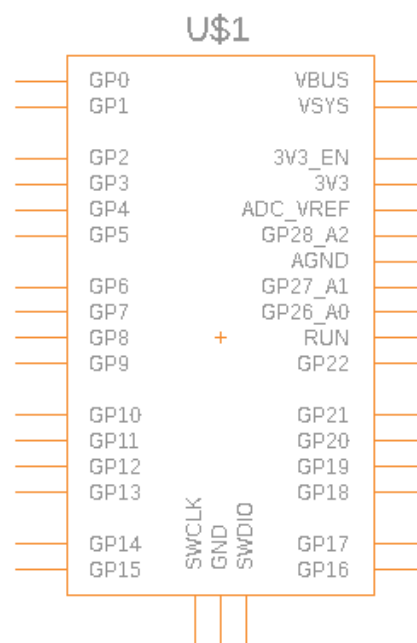 U$1
GP0 VBUS
GP1 VSYS
GP2 3V3_EN
GP3 3V3
GP4 ADC_VREF
GP5 GP28_A2
AGND
GP6 GP27_A1
GP7 GP26_A0
GP8 RUN
GP9 GP22
GP10 GP21
GP11 GP20
GP12 GP19
GP13 GP18
GP14 GP17
GP15 GP16
SWCLK
GND
SWDIO